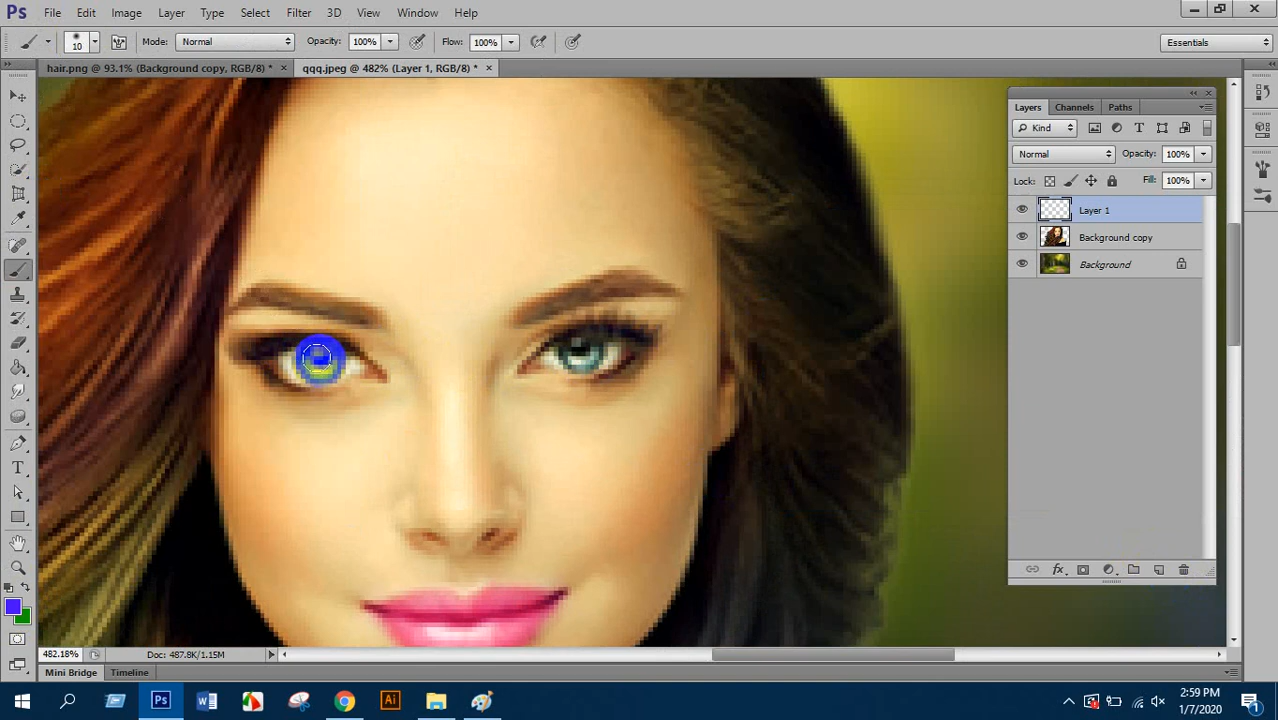 Ps File Edit Image Layer Type Select Filter 3D View Window Help
10 Mode: Normal Opacity: 100% Flow: 100% Essentials
hair.png @ 93.1% (Background copy, RGB/8) * × qqq.jpeg @ 482% (Layer 1, RGB/8) * ×
Layers Channels Paths
Kind
Normal Opacity: 100%
Lock: Fill: 100%
Layer 1
Background copy
Background
fx
482.18% Doc: 487.8K/1.15M
Mini Bridge Timeline
2:59 PM
1/7/2020